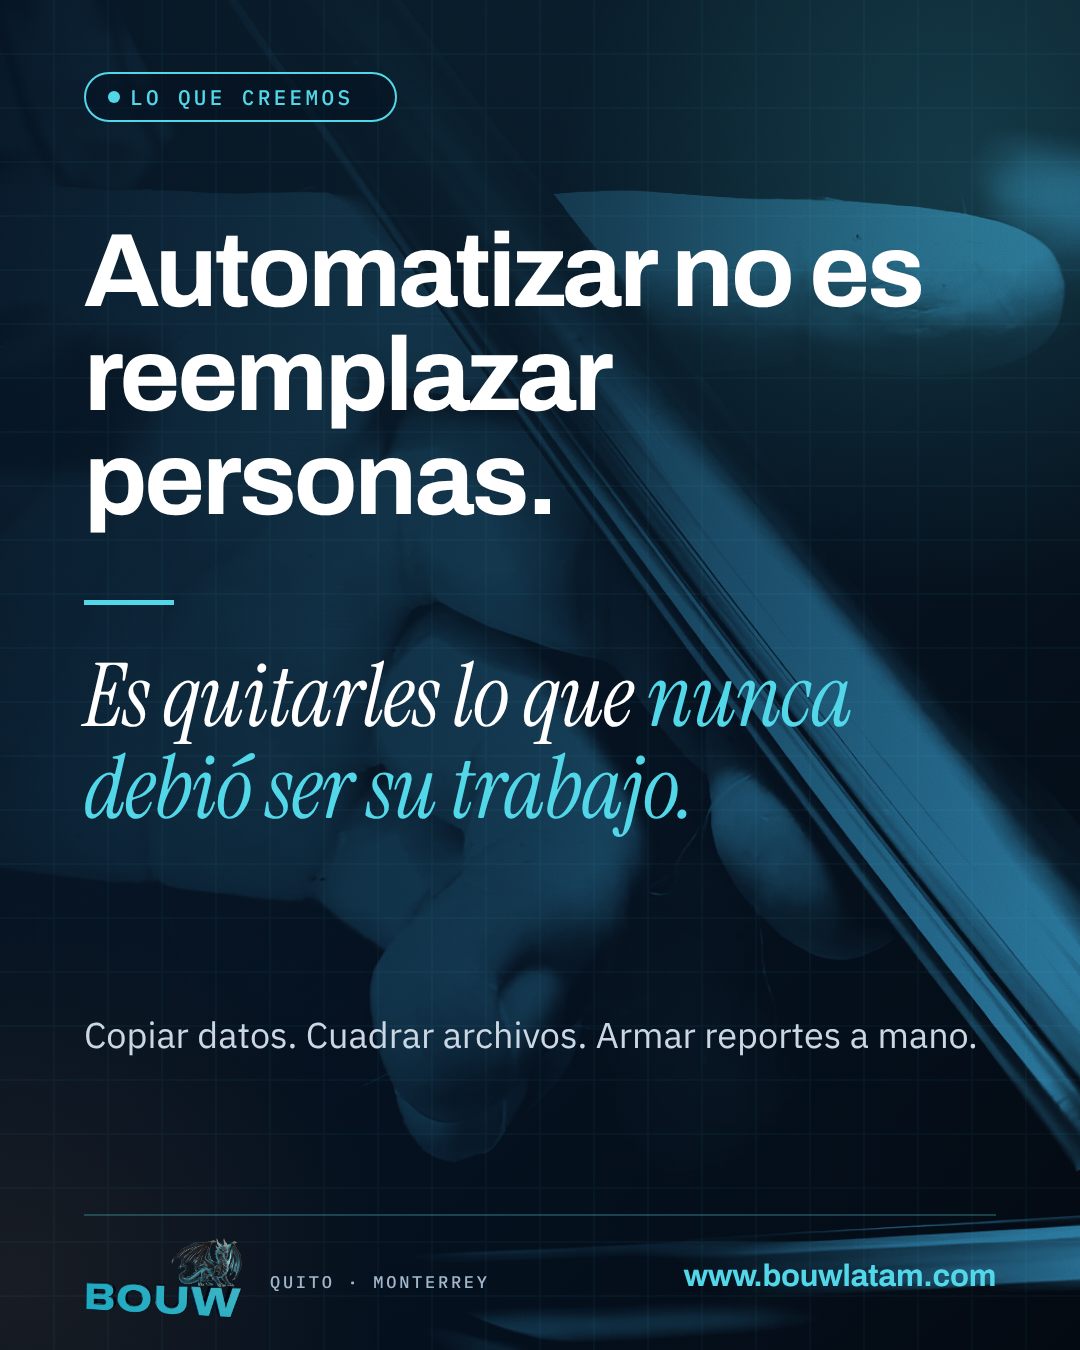 LO QUE CREEMOS
Automatizar no es
reemplazar
personas.
Es quitarles lo que nunca
debió ser su trabajo.
Copiar datos. Cuadrar archivos. Armar reportes a mano.
BOUW
QUITO · MONTERREY
www.bouwlatam.com